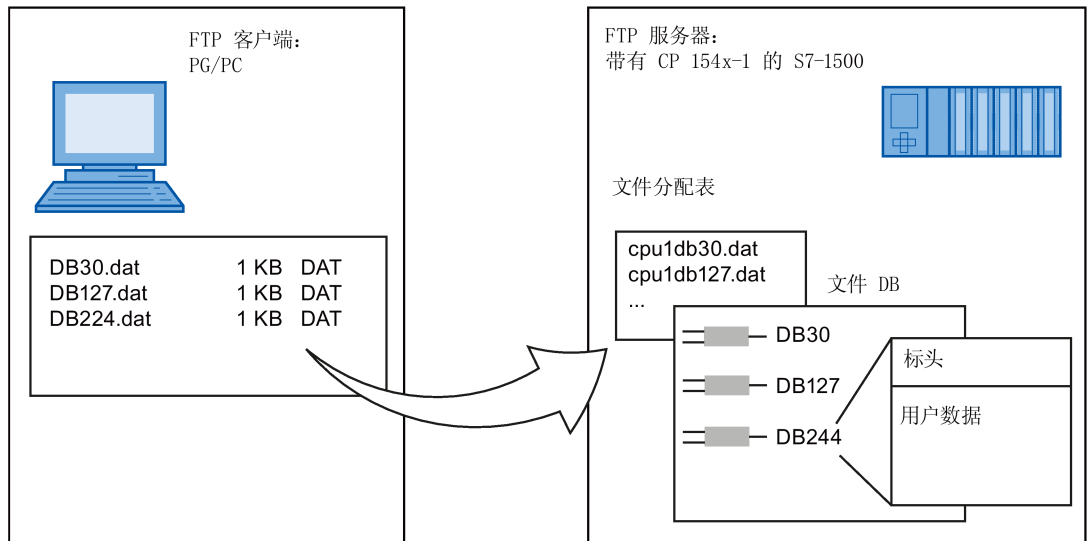 FTP 客户端:
PG/PC
DB30.dat 1 KB DAT
DB127.dat 1 KB DAT
DB224.dat 1 KB DAT
FTP 服务器:
带有 CP 154x-1 的 S7-1500
文件分配表
cpu1db30.dat
cpu1db127.dat
...
文件 DB
DB30
DB127
DB244
标头
用户数据